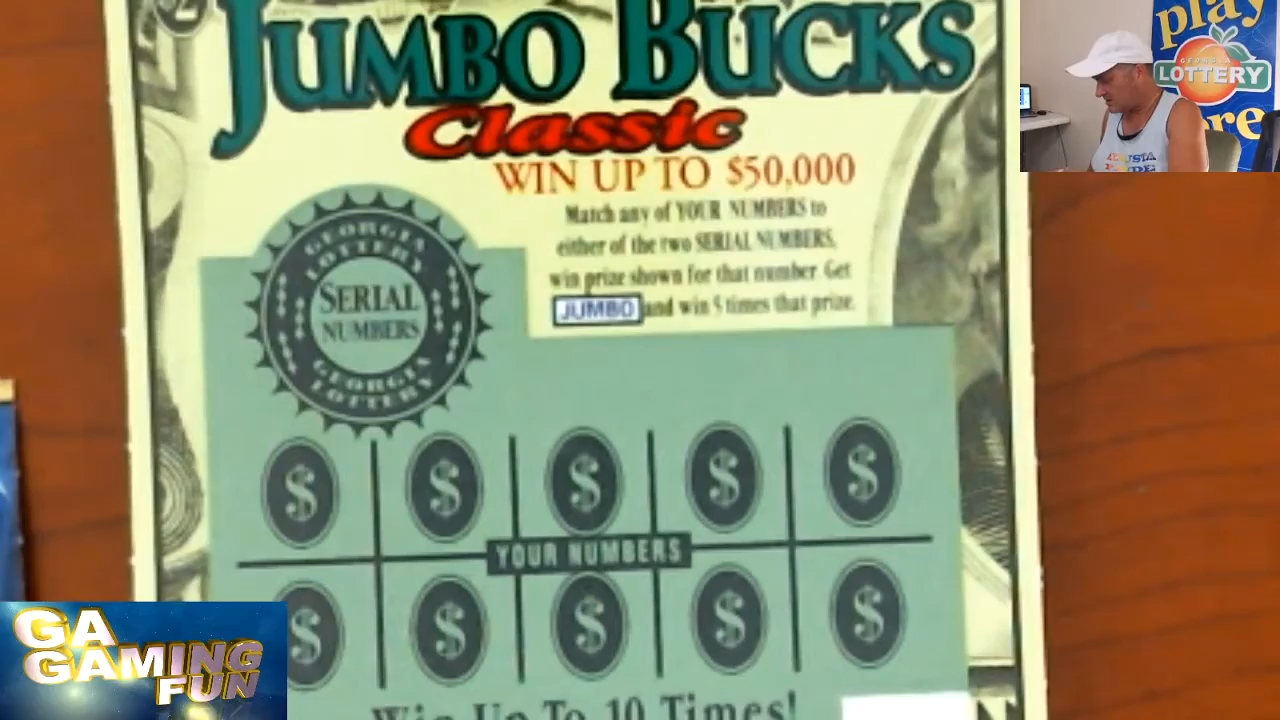 $2
JUMBO BUCKS
Classic
WIN UP TO $50,000
Match any of YOUR NUMBERS to
either of the two SERIAL NUMBERS,
win prize shown for that number. Get
JUMBO and win 5 times that prize.
GEORGIA
LOTTERY
SERIAL
NUMBERS
GEORGIA
LOTTERY
$ $ $ $ $
YOUR NUMBERS
$ $ $ $ $
Win Up To 10 Times!
play
GEORGIA
LOTTERY
GA
GAMING
FUN